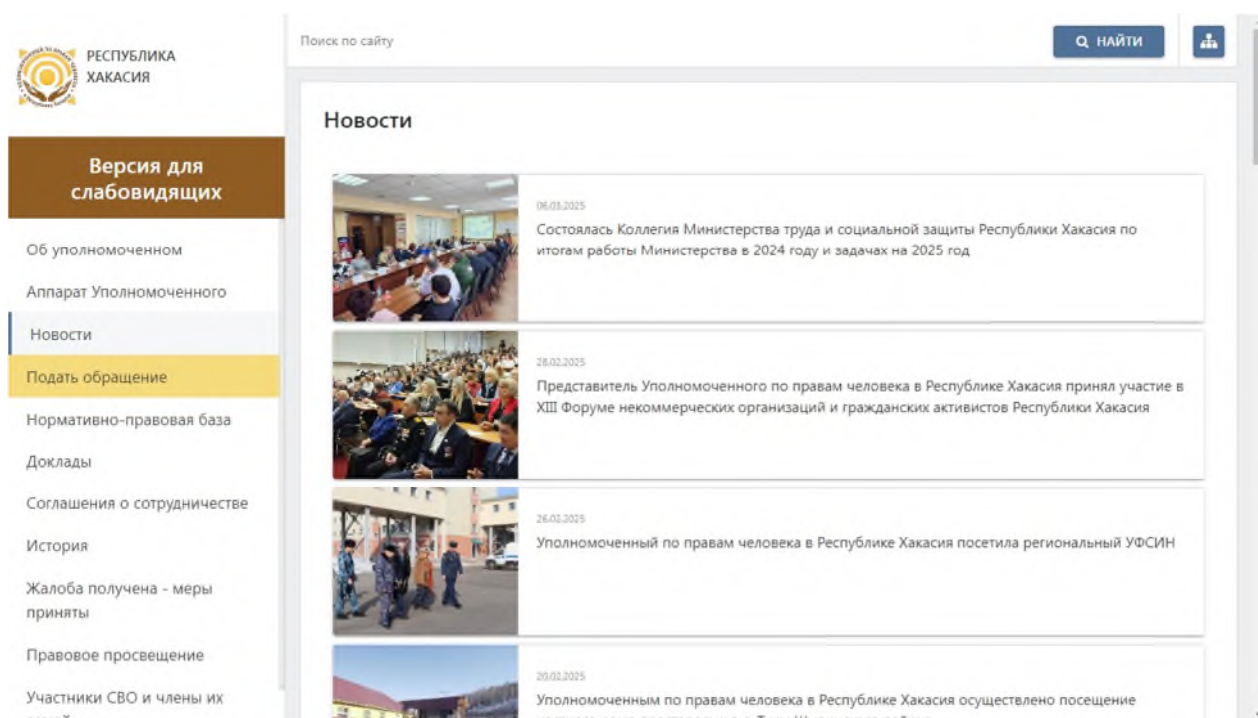 РЕСПУБЛИКА
ХАКАСИЯ
Версия для
слабовидящих
Об уполномоченном
Аппарат Уполномоченного
Новости
Подать обращение
Нормативно-правовая база
Доклады
Соглашения о сотрудничестве
История
Жалоба получена - меры
приняты
Правовое просвещение
Участники СВО и члены их
Поиск по сайту
НАЙТИ
Новости
06.03.2025
Состоялась Коллегия Министерства труда и социальной защиты Республики Хакасия по
итогам работы Министерства в 2024 году и задачах на 2025 год
28.02.2025
Представитель Уполномоченного по правам человека в Республике Хакасия принял участие в
XIII Форуме некоммерческих организаций и гражданских активистов Республики Хакасия
26.02.2025
Уполномоченный по правам человека в Республике Хакасия посетила региональный УФСИН
20.02.2025
Уполномоченным по правам человека в Республике Хакасия осуществлено посещение